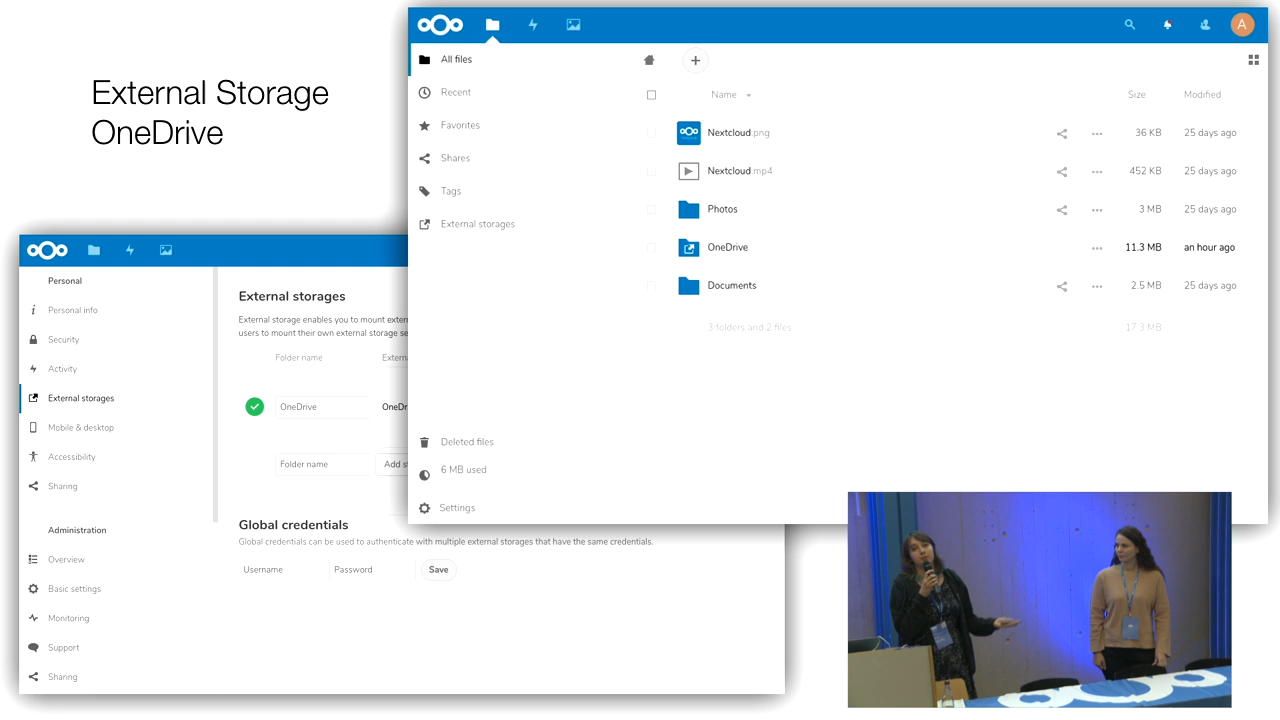 External Storage
OneDrive
A
All files
Recent
Favorites
Shares
Tags
External storages
Deleted files
6 MB used
Settings
Name Size Modified
Nextcloud.png 36 KB 25 days ago
Nextcloud.mp4 452 KB 25 days ago
Photos 3 MB 25 days ago
OneDrive 11.3 MB an hour ago
Documents 2.5 MB 25 days ago
3 folders and 2 files 17.3 MB
Personal
Personal info
Security
Activity
External storages
Mobile & desktop
Accessibility
Sharing
Administration
Overview
Basic settings
Monitoring
Support
Sharing
External storages
External storage enables you to mount
users to mount their own external storage
Folder name
OneDrive
Folder name Add
Global credentials
Global credentials can be used to authenticate with multiple external storages that have the same credentials.
Username Password Save